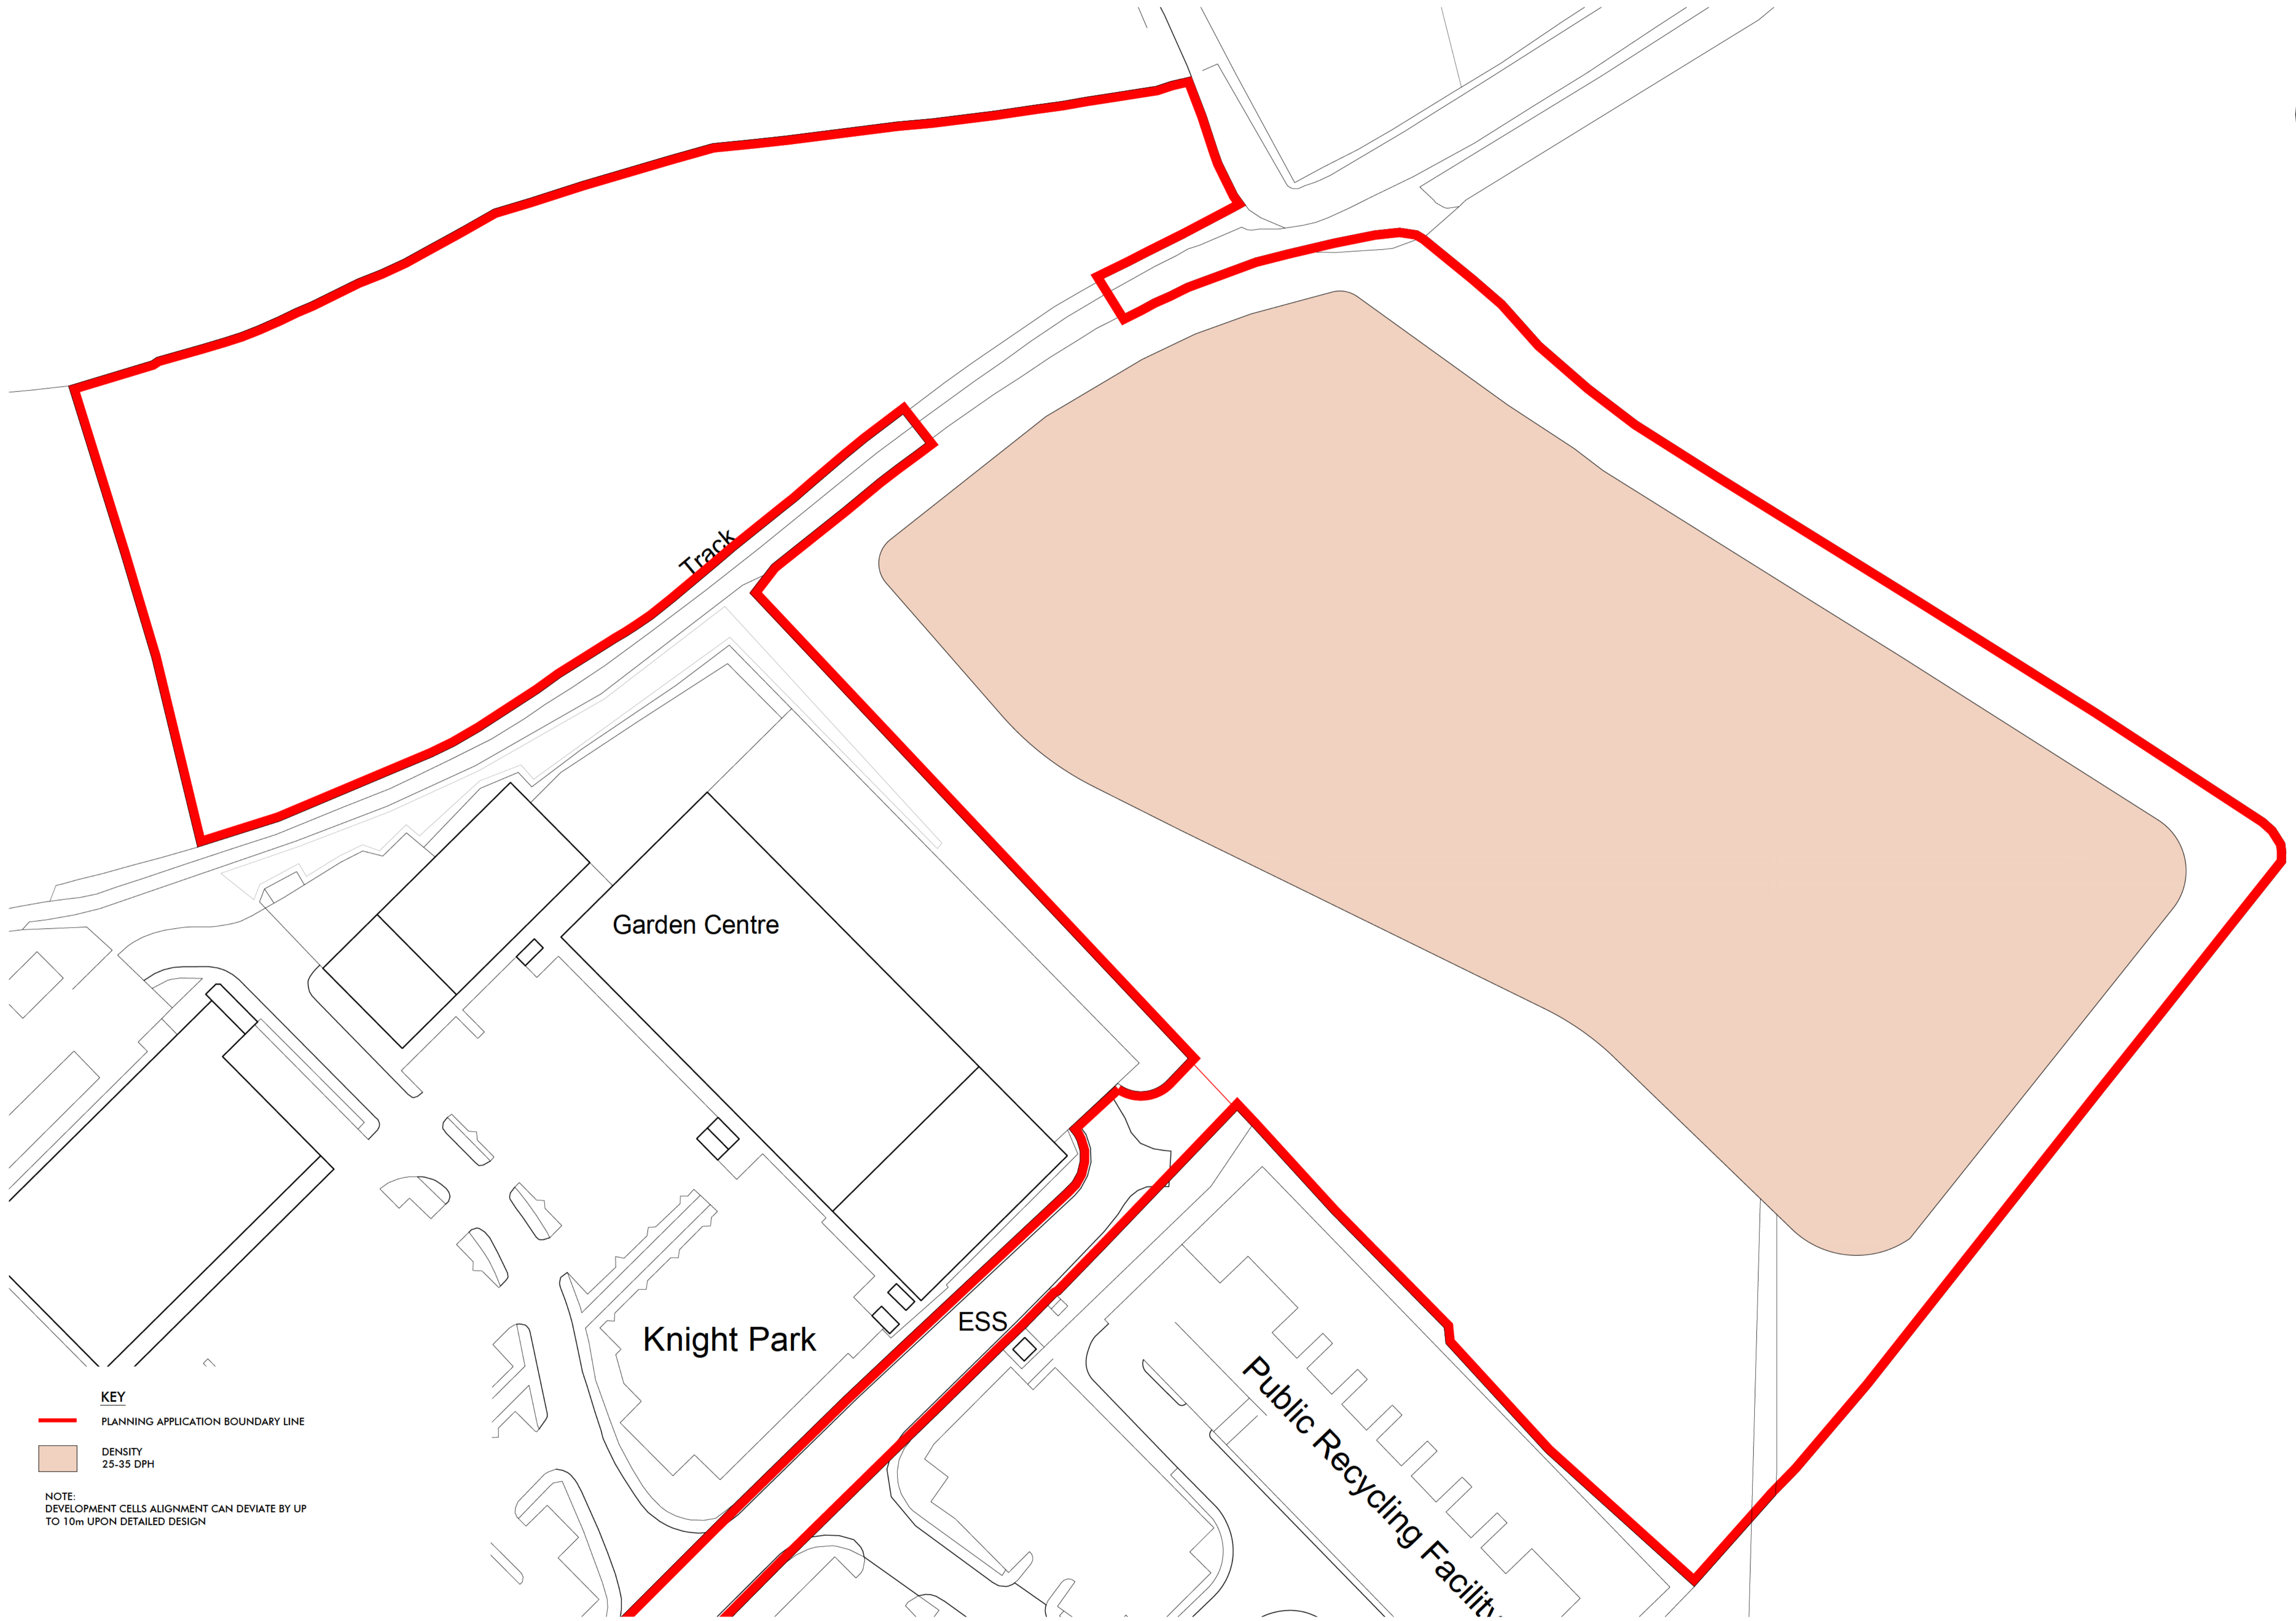 Track
Garden Centre
Knight Park
ESS
Public Recycling Facility
KEY
PLANNING APPLICATION BOUNDARY LINE
DENSITY
25-35 DPH
NOTE:
DEVELOPMENT CELLS ALIGNMENT CAN DEVIATE BY UP
TO 10m UPON DETAILED DESIGN